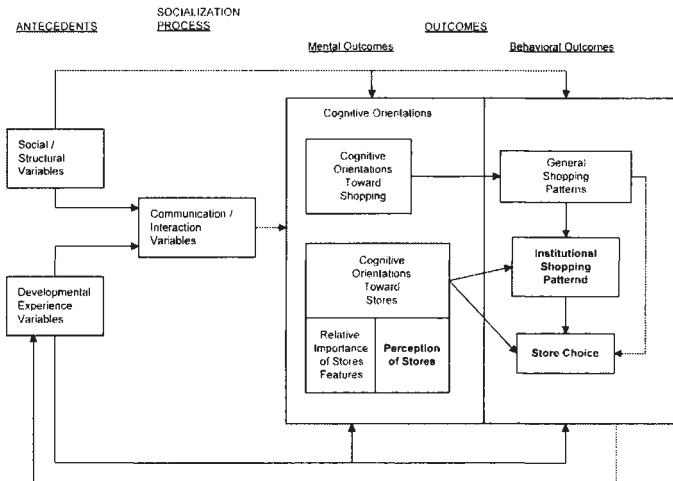 ANTECEDENTS
SOCIALIZATION
PROCESS
OUTCOMES
Mental Outcomes
Behavioral Outcomes
Cognitive Orientations
Social /
Structural
Variables
Developmental
Experience
Variables
Communication /
Interaction
Variables
Cognitive
Orientations
Toward
Shopping
Cognitive
Orientations
Toward
Stores
Relative
Importance
of Stores
Features
Perception
of Stores
General
Shopping
Patterns
Institutional
Shopping
Patternd
Store Choice